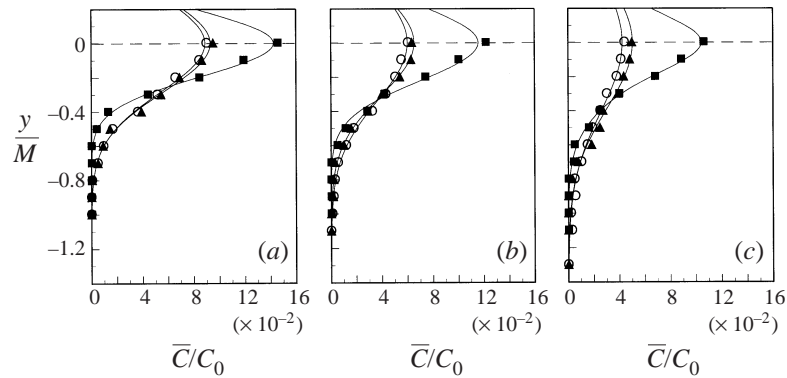 0
−0.4
−0.8
−1.2
y/M
(a)
(b)
(c)
0 4 8 12 16
0 4 8 12 16
0 4 8 12 16
(× 10⁻²)
(× 10⁻²)
(× 10⁻²)
C̅/C₀
C̅/C₀
C̅/C₀